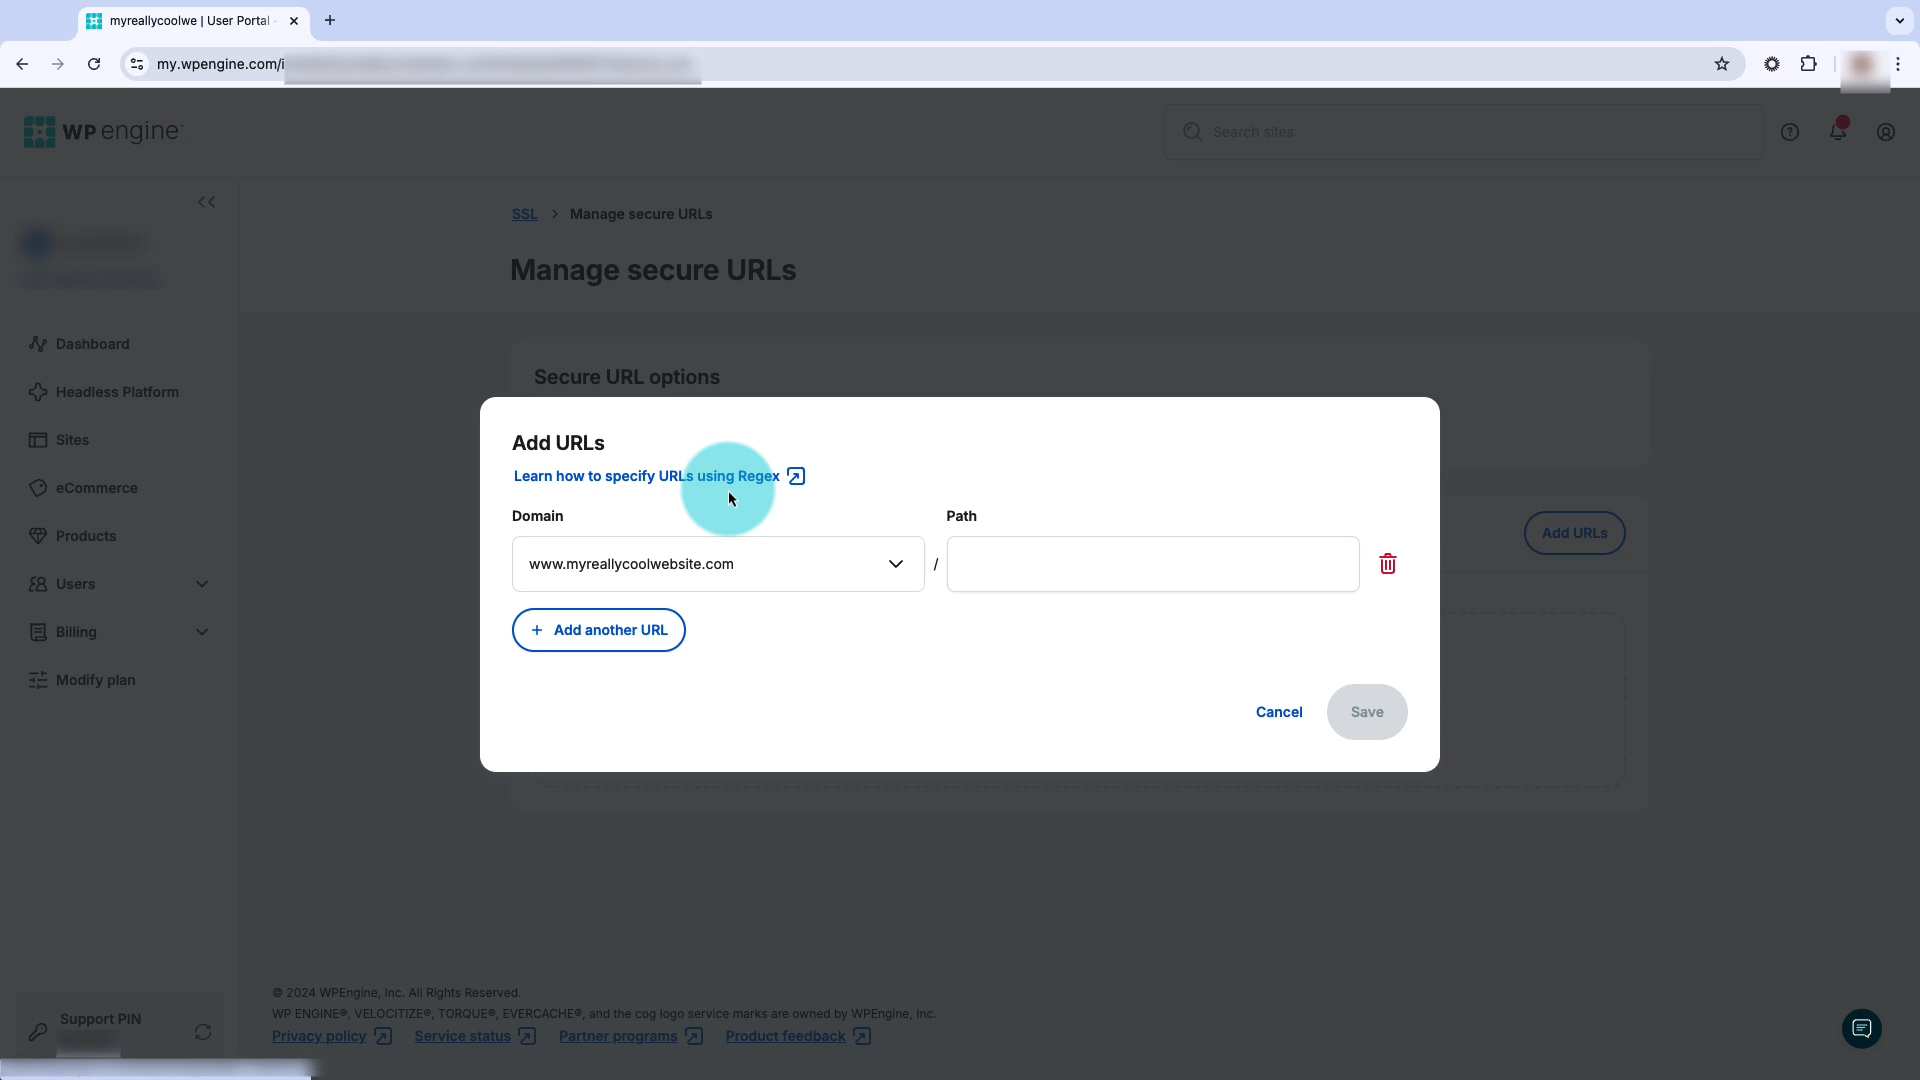 myreallycoolwe | User Portal
my.wpengine.com/i
WP engine™
Search sites
SSL > Manage secure URLs
Manage secure URLs
Dashboard
Headless Platform
Sites
eCommerce
Products
Users
Billing
Modify plan
Secure URL options
Add URLs
Add URLs
Learn how to specify URLs using Regex
Domain Path
www.myreallycoolwebsite.com /
+ Add another URL
Cancel Save
© 2024 WPEngine, Inc. All Rights Reserved.
WP ENGINE®, VELOCITIZE®, TORQUE®, EVERCACHE®, and the cog logo service marks are owned by WPEngine, Inc.
Privacy policy Service status Partner programs Product feedback
Support PIN